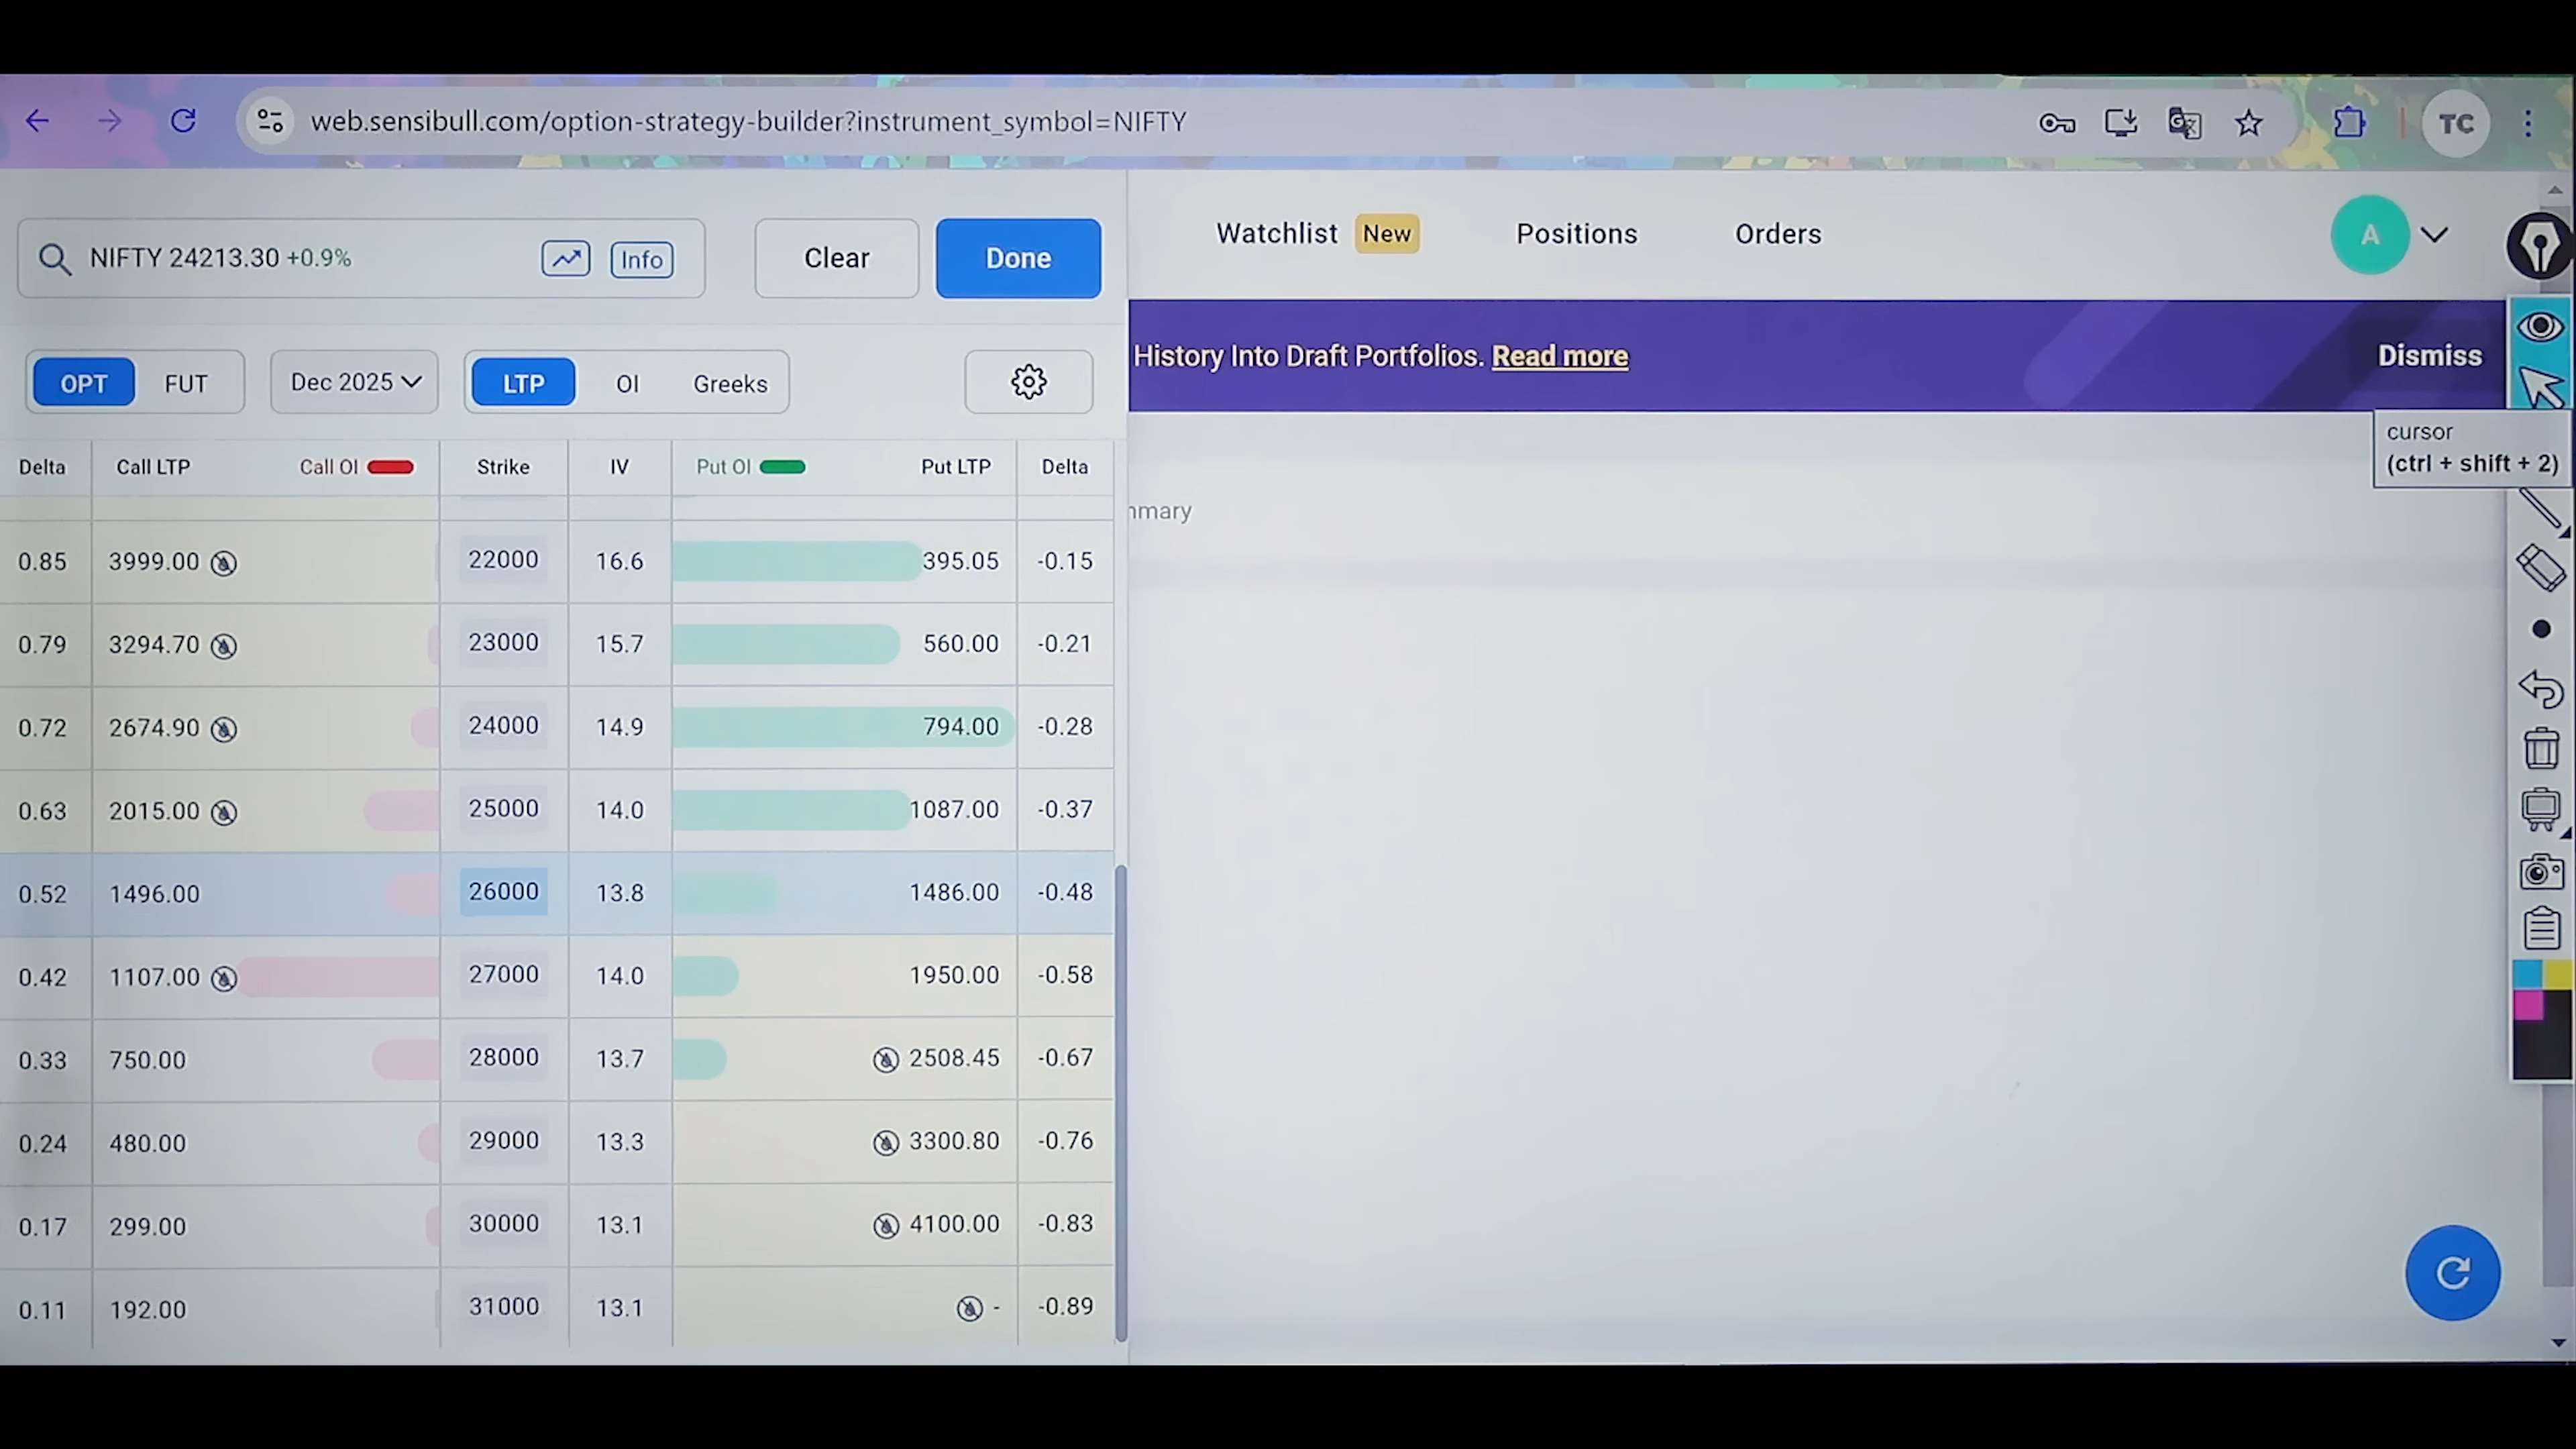 web.sensibull.com/option-strategy-builder?instrument_symbol=NIFTY
TC
NIFTY 24213.30 +0.9%
Info
Clear
Done
Watchlist New Positions Orders
A
History Into Draft Portfolios. Read more
Dismiss
OPT FUT Dec 2025 LTP OI Greeks
cursor
(ctrl + shift + 2)
Delta Call LTP Call OI Strike IV Put OI Put LTP Delta
mmary
0.85 3999.00 22000 16.6 395.05 -0.15
0.79 3294.70 23000 15.7 560.00 -0.21
0.72 2674.90 24000 14.9 794.00 -0.28
0.63 2015.00 25000 14.0 1087.00 -0.37
0.52 1496.00 26000 13.8 1486.00 -0.48
0.42 1107.00 27000 14.0 1950.00 -0.58
0.33 750.00 28000 13.7 2508.45 -0.67
0.24 480.00 29000 13.3 3300.80 -0.76
0.17 299.00 30000 13.1 4100.00 -0.83
0.11 192.00 31000 13.1 - -0.89